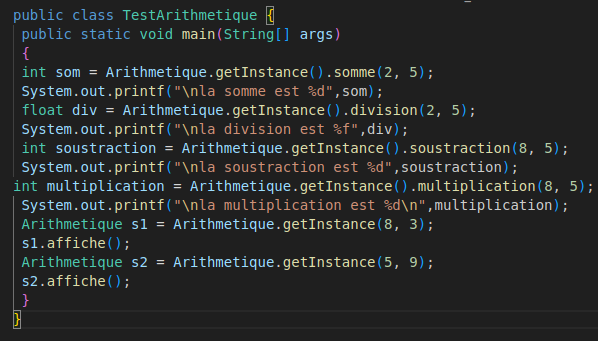 public class TestArithmetique {
public static void main(String[] args)
{
int som = Arithmetique.getInstance().somme(2, 5);
System.out.printf("\nla somme est %d",som);
float div = Arithmetique.getInstance().division(2, 5);
System.out.printf("\nla division est %f",div);
int soustraction = Arithmetique.getInstance().soustraction(8, 5);
System.out.printf("\nla soustraction est %d",soustraction);
int multiplication = Arithmetique.getInstance().multiplication(8, 5);
System.out.printf("\nla multiplication est %d\n",multiplication);
Arithmetique s1 = Arithmetique.getInstance(8, 3);
s1.affiche();
Arithmetique s2 = Arithmetique.getInstance(5, 9);
s2.affiche();
}
}